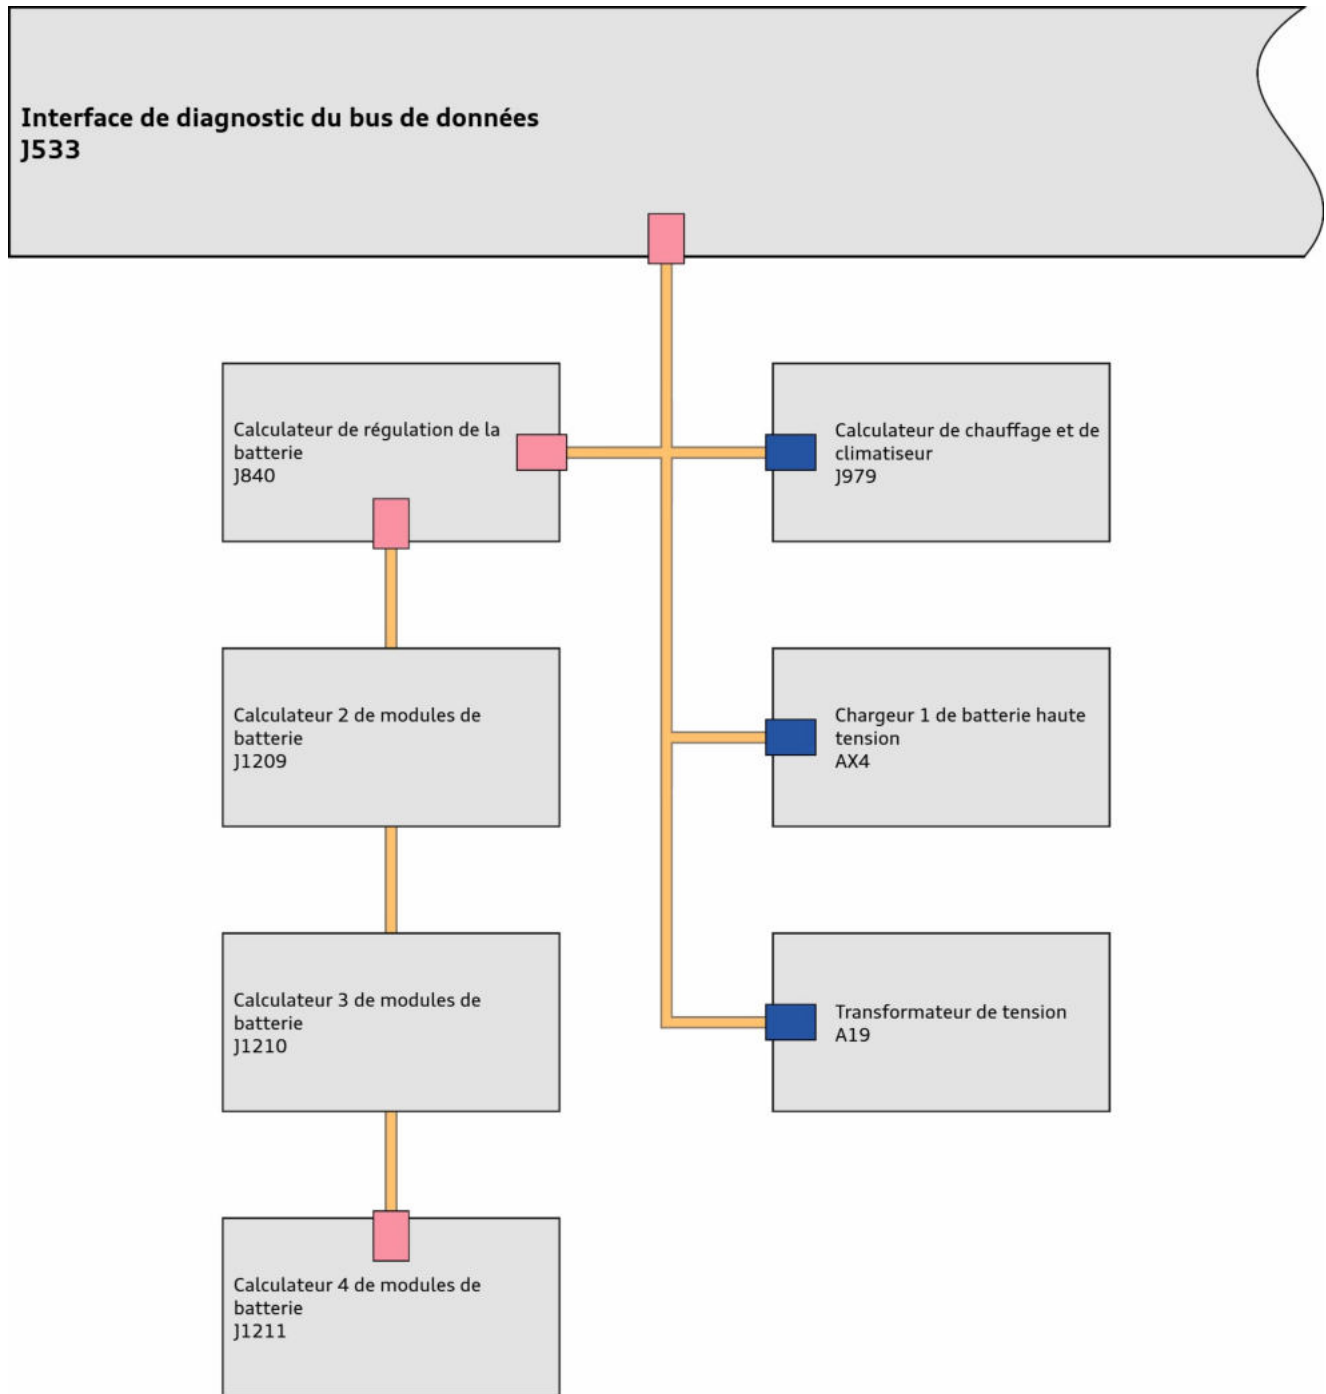 Interface de diagnostic du bus de données
J533
Calculateur de régulation de la
batterie
J840
Calculateur de chauffage et de
climatiseur
J979
Calculateur 2 de modules de
batterie
J1209
Chargeur 1 de batterie haute
tension
AX4
Calculateur 3 de modules de
batterie
J1210
Transformateur de tension
A19
Calculateur 4 de modules de
batterie
J1211